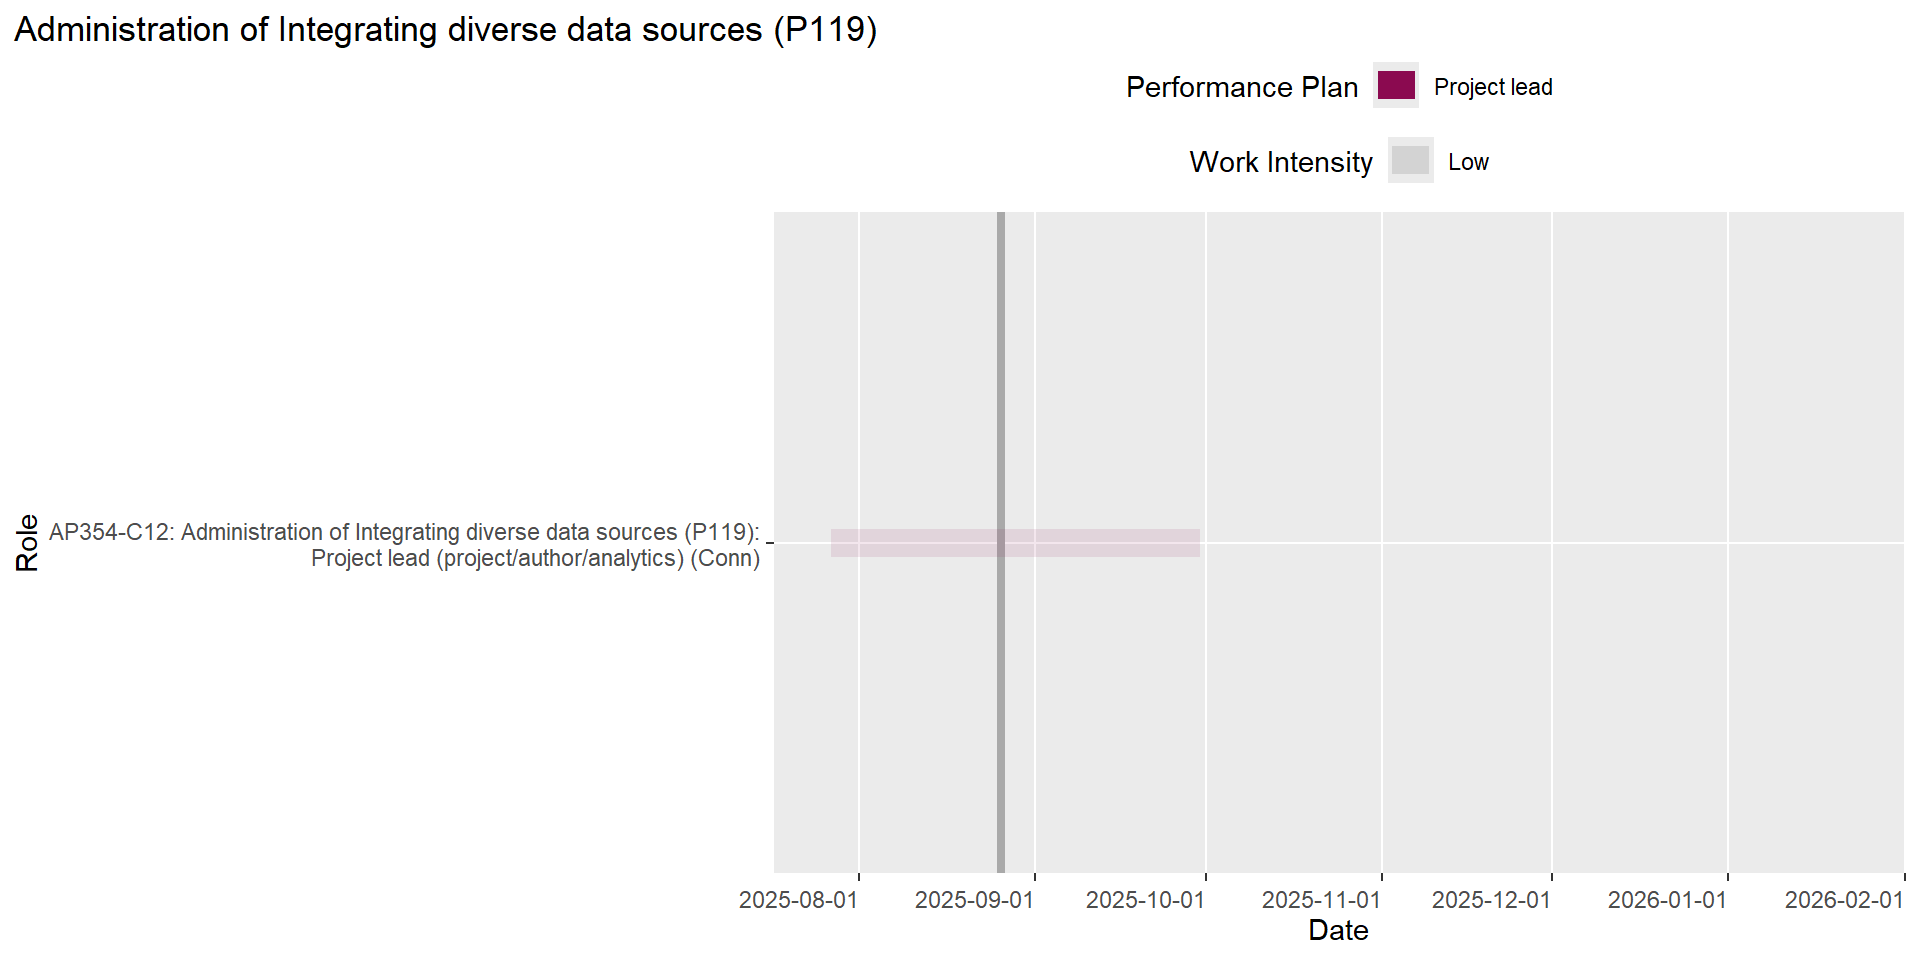 Administration of Integrating diverse data sources (P119)
Performance Plan
Project lead
Work Intensity
Low
Role
AP354-C12: Administration of Integrating diverse data sources (P119):
Project lead (project/author/analytics) (Conn)
2025-08-01
2025-09-01
2025-10-01
2025-11-01
2025-12-01
2026-01-01
2026-02-01
Date